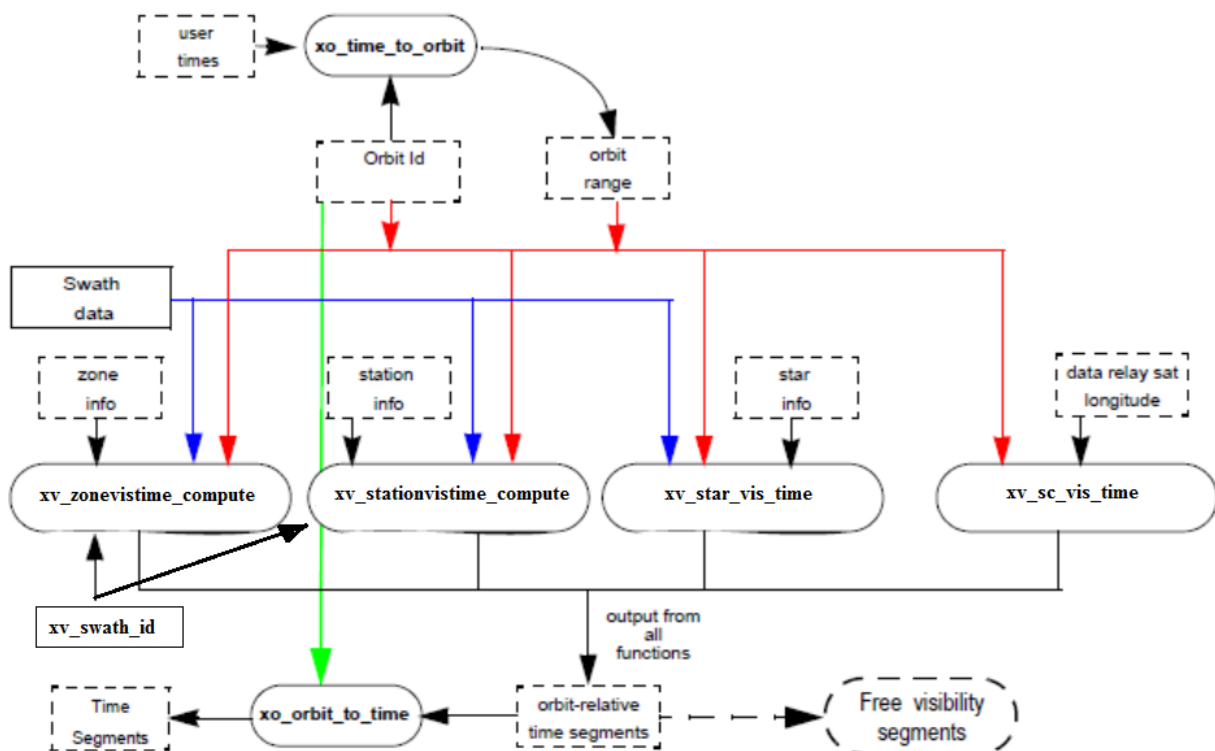 user
times
xo_time_to_orbit
Orbit Id
orbit
range
Swath
data
zone
info
station
info
star
info
data relay sat
longitude
xv_zonevistime_compute
xv_stationvistime_compute
xv_star_vis_time
xv_sc_vis_time
xv_swath_id
output from
all
functions
Time
Segments
xo_orbit_to_time
orbit-relative
time segments
Free visibility
segments